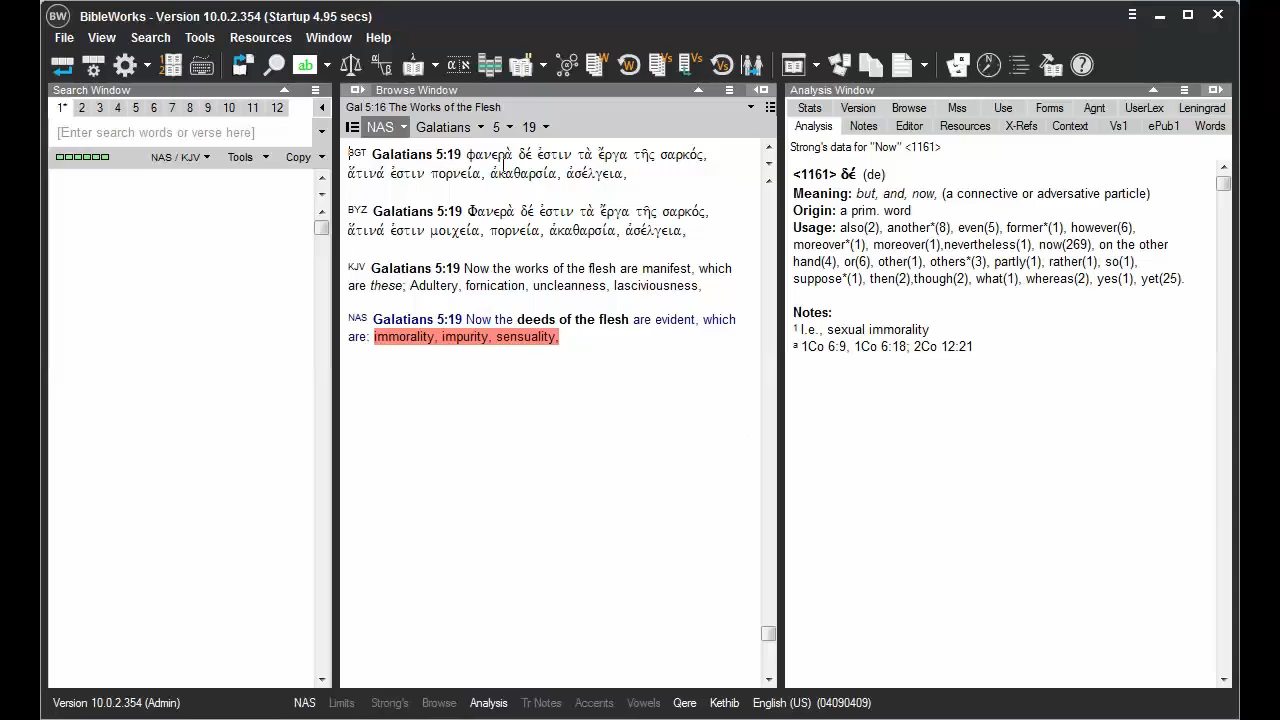 BW BibleWorks - Version 10.0.2.354 (Startup 4.95 secs)
File View Search Tools Resources Window Help
Search Window
1* 2 3 4 5 6 7 8 9 10 11 12
[Enter search words or verse here]
NAS / KJV Tools Copy
Browse Window
Gal 5:16 The Works of the Flesh
NAS Galatians 5 19
BGT Galatians 5:19 φανερὰ δέ ἐστιν τὰ ἔργα τῆς σαρκός,
ἅτινά ἐστιν πορνεία, ἀκαθαρσία, ἀσέλγεια,
BYZ Galatians 5:19 Φανερὰ δέ ἐστιν τὰ ἔργα τῆς σαρκός,
ἅτινά ἐστιν μοιχεία, πορνεία, ἀκαθαρσία, ἀσέλγεια,
KJV Galatians 5:19 Now the works of the flesh are manifest, which
are these; Adultery, fornication, uncleanness, lasciviousness,
NAS Galatians 5:19 Now the deeds of the flesh are evident, which
are: immorality, impurity, sensuality,
Analysis Window
Stats Version Browse Mss Use Forms Agnt UserLex Leningrad
Analysis Notes Editor Resources X-Refs Context Vs1 ePub1 Words
Strong's data for "Now" <1161>
<1161> δέ (de)
Meaning: but, and, now, (a connective or adversative particle)
Origin: a prim. word
Usage: also(2), another*(8), even(5), former*(1), however(6),
moreover*(1), moreover(1),nevertheless(1), now(269), on the other
hand(4), or(6), other(1), others*(3), partly(1), rather(1), so(1),
suppose*(1), then(2),though(2), what(1), whereas(2), yes(1), yet(25).
Notes:
1 I.e., sexual immorality
a 1Co 6:9, 1Co 6:18; 2Co 12:21
Version 10.0.2.354 (Admin) NAS Limits Strong's Browse Analysis Tr Notes Accents Vowels Qere Kethib English (US) (04090409)